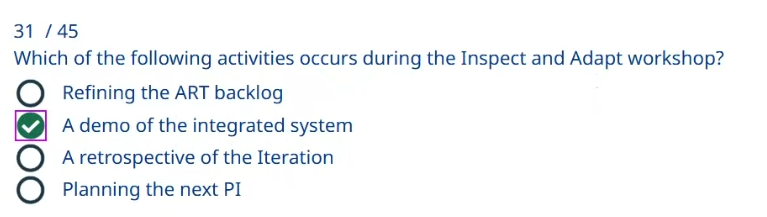 31 / 45
Which of the following activities occurs during the Inspect and Adapt workshop?
Refining the ART backlog
A demo of the integrated system
A retrospective of the Iteration
Planning the next PI